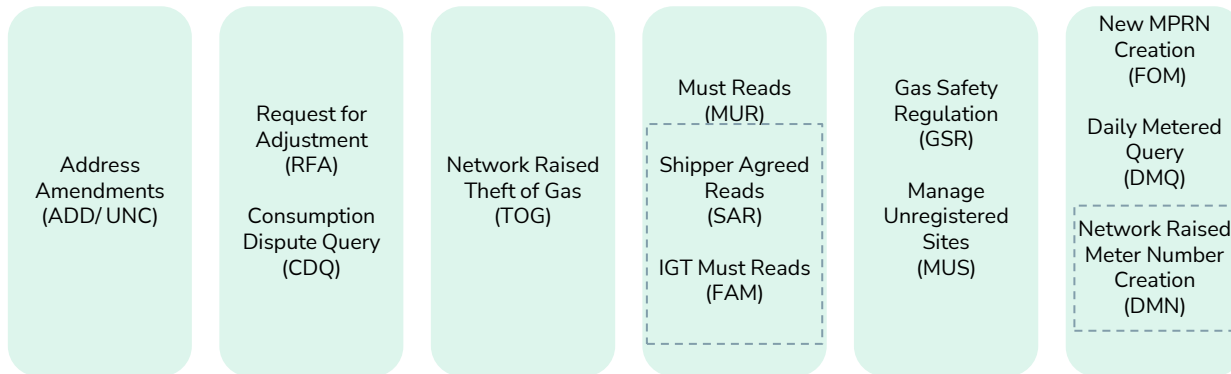 Address
Amendments
(ADD/ UNC)
Request for
Adjustment
(RFA)
Consumption
Dispute Query
(CDQ)
Network Raised
Theft of Gas
(TOG)
Must Reads
(MUR)
Shipper Agreed
Reads
(SAR)
IGT Must Reads
(FAM)
Gas Safety
Regulation
(GSR)
Manage
Unregistered
Sites
(MUS)
New MPRN
Creation
(FOM)
Daily Metered
Query
(DMQ)
Network Raised
Meter Number
Creation
(DMN)